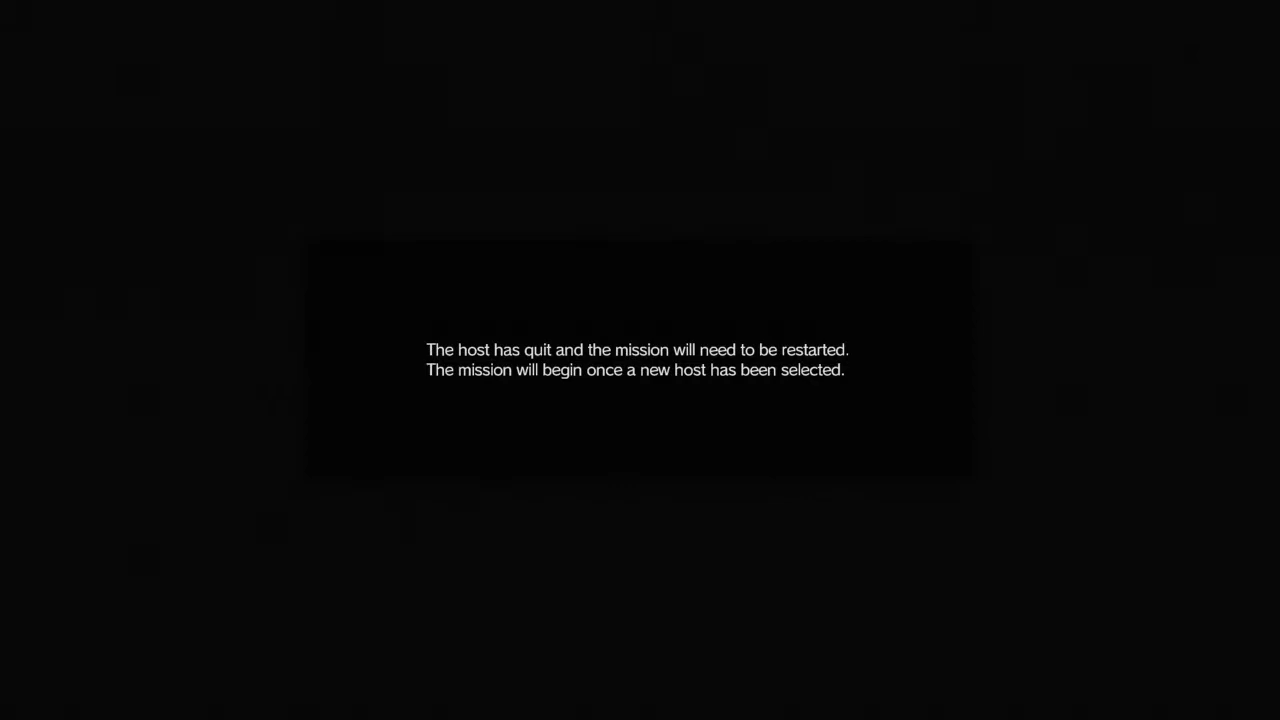 The host has quit and the mission will need to be restarted.
The mission will begin once a new host has been selected.